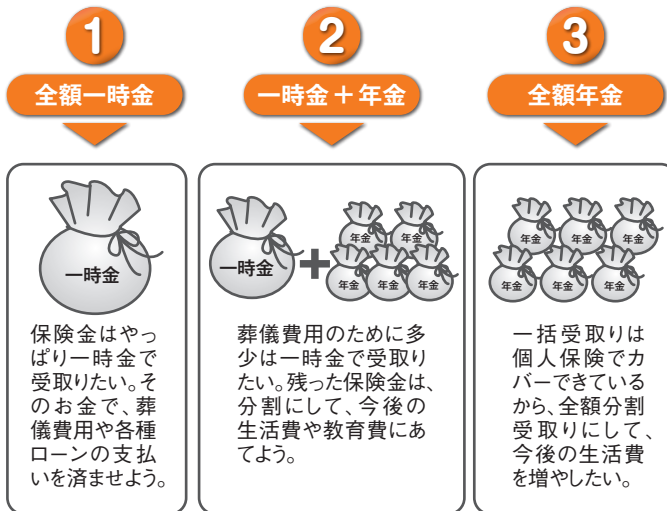 1
全額一時金
一時金
保険金はやっ
ぱり一時金で
受取りたい。そ
のお金で、葬
儀費用や各種
ローンの支払
いを済ませよう。
2
一時金＋年金
一時金
+
年金
年金
年金
年金
年金
葬儀費用のために多
少は一時金で受取り
たい。残った保険金は、
分割にして、今後の
生活費や教育費にあ
てよう。
3
全額年金
年金
年金
年金
年金
年金
年金
一括受取りは
個人保険でカ
バーできている
から、全額分割
受取りにして、
今後の生活費
を増やしたい。